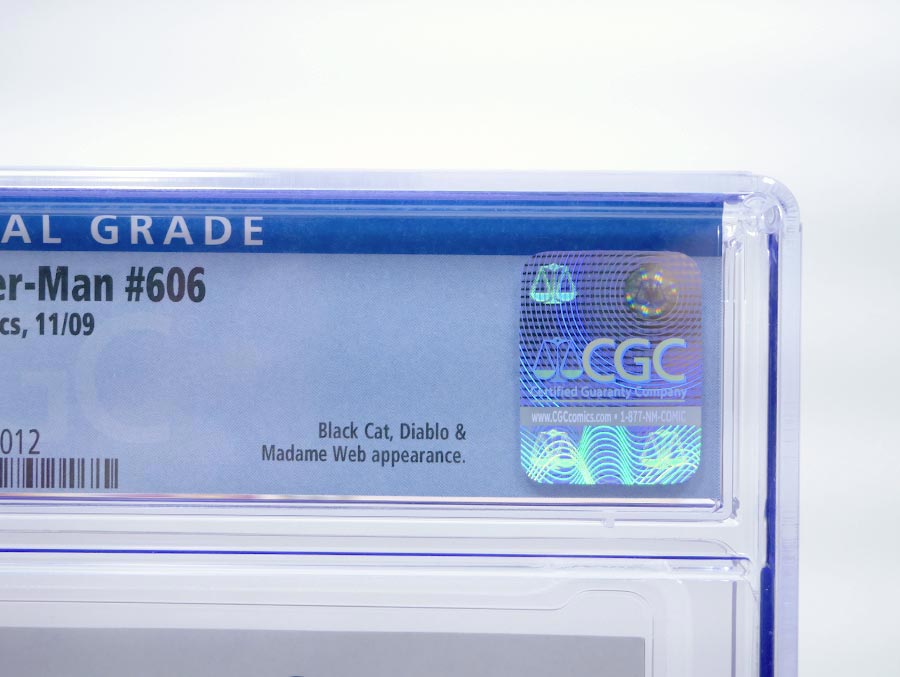 AL GRADE
er-Man #606
cs, 11/09
012
Black Cat, Diablo &
Madame Web appearance.
CGC
Certified Guaranty Company
www.CGCcomics.com • 1-877-NM-COMIC